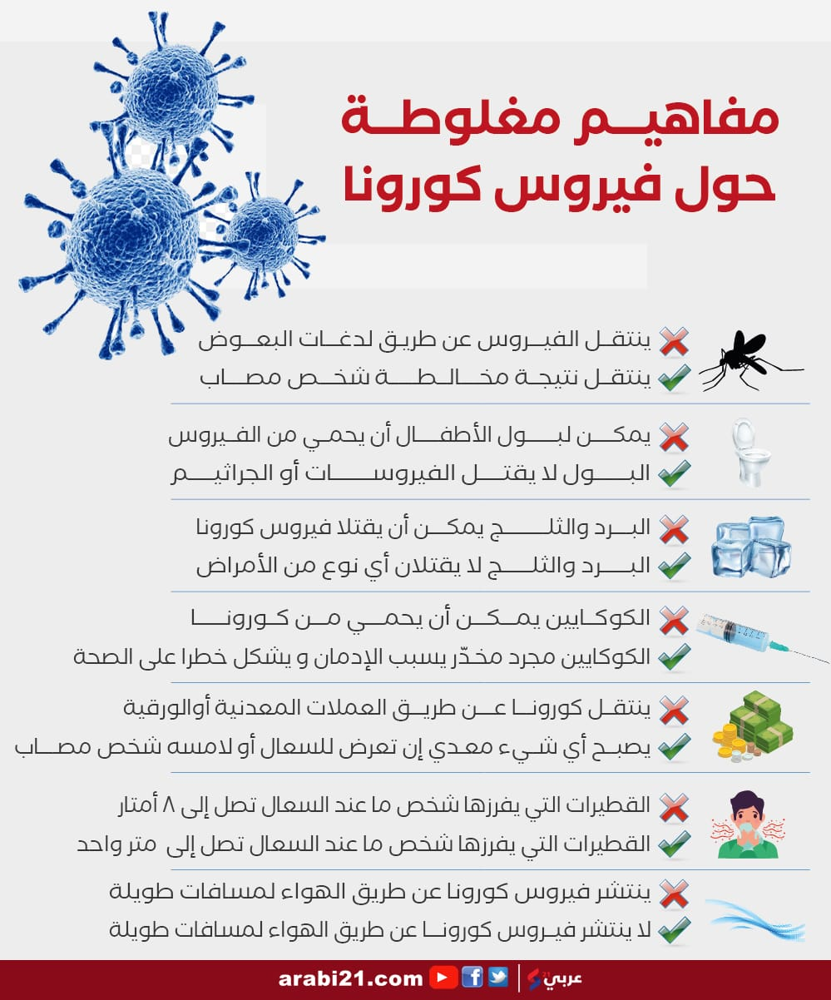 مفاهيم مغلوطة
حول فيروس كورونا
ينتقل الفيروس عن طريق لدغات البعوض
ينتقل نتيجة مخالطة شخص مصاب
يمكن لبول الأطفال أن يحمي من الفيروس
البول لا يقتل الفيروسات أو الجراثيم
البرد والثلج يمكن أن يقتلا فيروس كورونا
البرد والثلج لا يقتلان أي نوع من الأمراض
الكوكايين يمكن أن يحمي من كورونا
الكوكايين مجرد مخدّر يسبب الإدمان و يشكل خطرا على الصحة
ينتقل كورونا عن طريق العملات المعدنية أوالورقية
يصبح أي شيء معدي إن تعرض للسعال أو لامسه شخص مصاب
القطيرات التي يفرزها شخص ما عند السعال تصل إلى ٨ أمتار
القطيرات التي يفرزها شخص ما عند السعال تصل إلى متر واحد
ينتشر فيروس كورونا عن طريق الهواء لمسافات طويلة
لا ينتشر فيروس كورونا عن طريق الهواء لمسافات طويلة
عربي21 arabi21.com